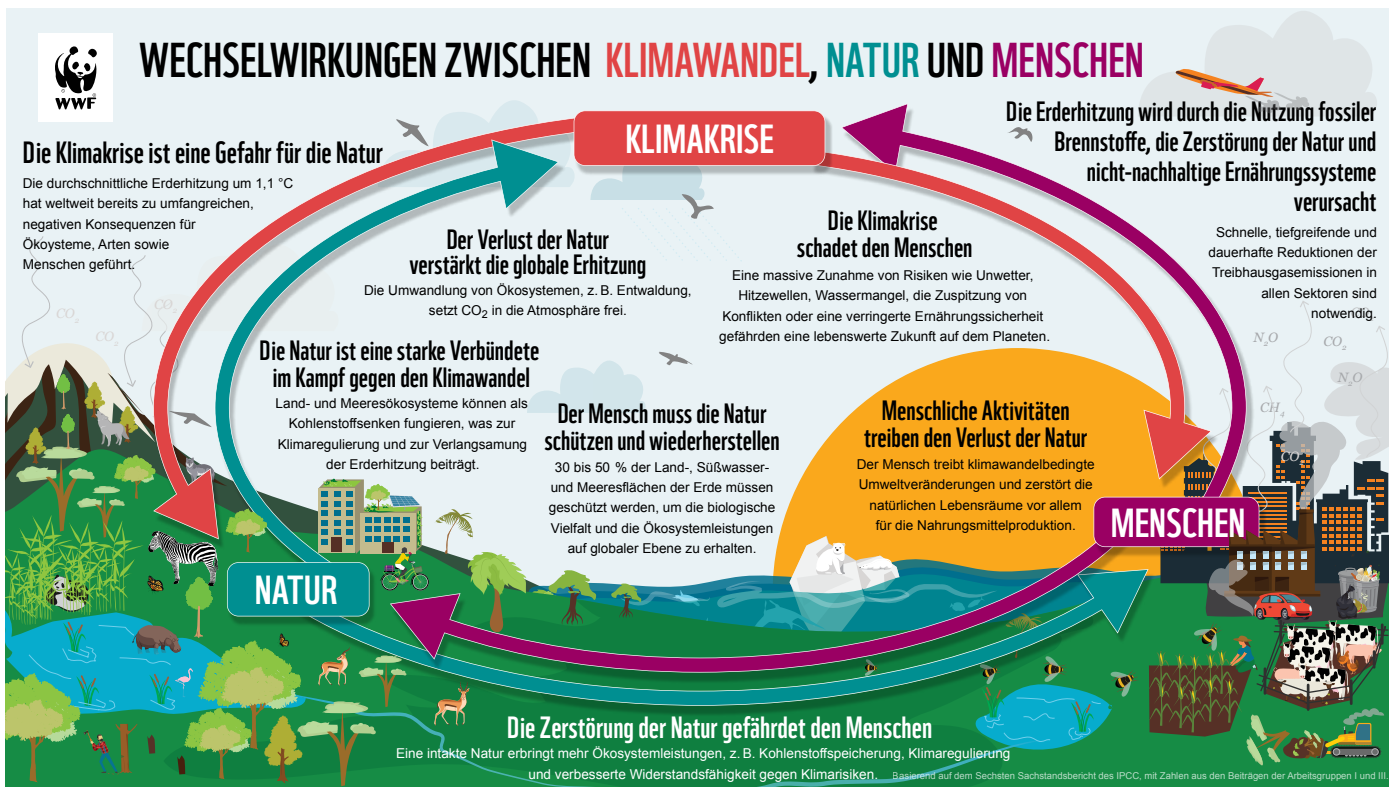 WWF
WECHSELWIRKUNGEN ZWISCHEN KLIMAWANDEL, NATUR UND MENSCHEN
KLIMAKRISE
Die Klimakrise ist eine Gefahr für die Natur
Die durchschnittliche Erderhitzung um 1,1 °C
hat weltweit bereits zu umfangreichen,
negativen Konsequenzen für
Ökoysteme, Arten sowie
Menschen geführt.
Die Erderhitzung wird durch die Nutzung fossiler
Brennstoffe, die Zerstörung der Natur und
nicht-nachhaltige Ernährungssysteme
verursacht
Schnelle, tiefgreifende und
dauerhafte Reduktionen der
Treibhausgasemissionen in
allen Sektoren sind
notwendig.
Der Verlust der Natur
verstärkt die globale Erhitzung
Die Umwandlung von Ökosystemen, z. B. Entwaldung,
setzt CO2 in die Atmosphäre frei.
Die Klimakrise
schadet den Menschen
Eine massive Zunahme von Risiken wie Unwetter,
Hitzewellen, Wassermangel, die Zuspitzung von
Konflikten oder eine verringerte Ernährungssicherheit
gefährden eine lebenswerte Zukunft auf dem Planeten.
CO2
CO2
CO2
N2O
CO2
N2O
CH4
CO2
Die Natur ist eine starke Verbündete
im Kampf gegen den Klimawandel
Land- und Meeresökosysteme können als
Kohlenstoffsenken fungieren, was zur
Klimaregulierung und zur Verlangsamung
der Erderhitzung beiträgt.
Der Mensch muss die Natur
schützen und wiederherstellen
30 bis 50 % der Land-, Süßwasser-
und Meeresflächen der Erde müssen
geschützt werden, um die biologische
Vielfalt und die Ökosystemleistungen
auf globaler Ebene zu erhalten.
Menschliche Aktivitäten
treiben den Verlust der Natur
Der Mensch treibt klimawandelbedingte
Umweltveränderungen und zerstört die
natürlichen Lebensräume vor allem
für die Nahrungsmittelproduktion.
MENSCHEN
NATUR
Die Zerstörung der Natur gefährdet den Menschen
Eine intakte Natur erbringt mehr Ökosystemleistungen, z. B. Kohlenstoffspeicherung, Klimaregulierung
und verbesserte Widerstandsfähigkeit gegen Klimarisiken.
Basierend auf dem Sechsten Sachstandsbericht des IPCC, mit Zahlen aus den Beiträgen der Arbeitsgruppen I und III.